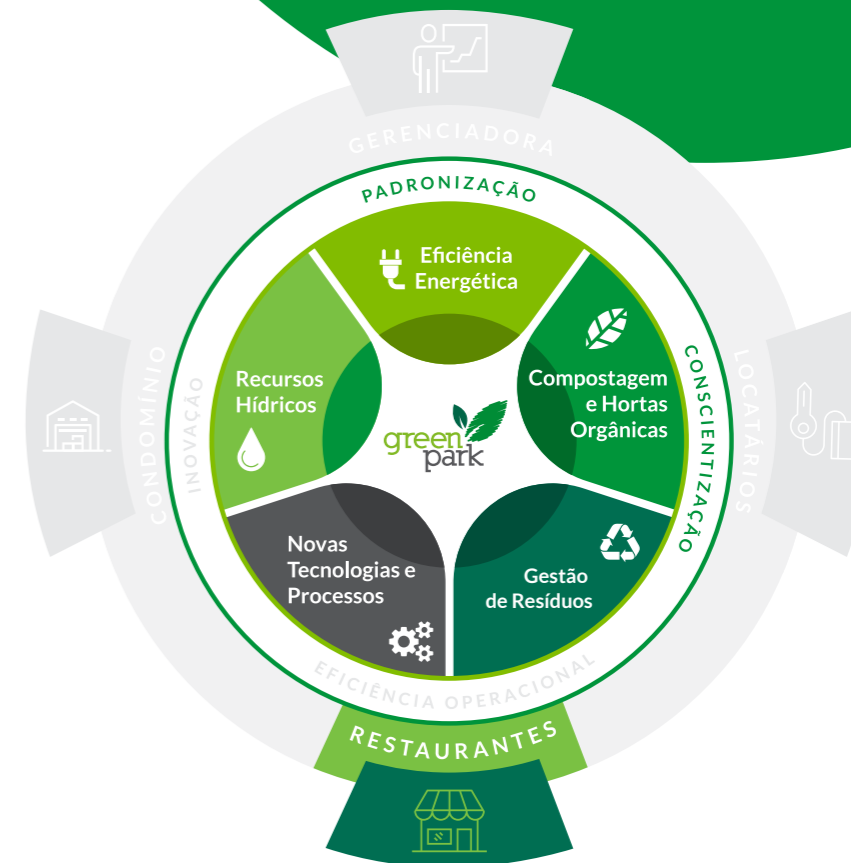 GERENCIADORA
PADRONIZAÇÃO
Eficiência
Energética
Recursos
Hídricos
Compostagem
e Hortas
Orgânicas
CONDOMÍNIO
INOVAÇÃO
CONSCIENTIZAÇÃO
LOCATÁRIOS
green
park
Novas
Tecnologias e
Processos
Gestão
de Resíduos
EFICIÊNCIA OPERACIONAL
RESTAURANTES